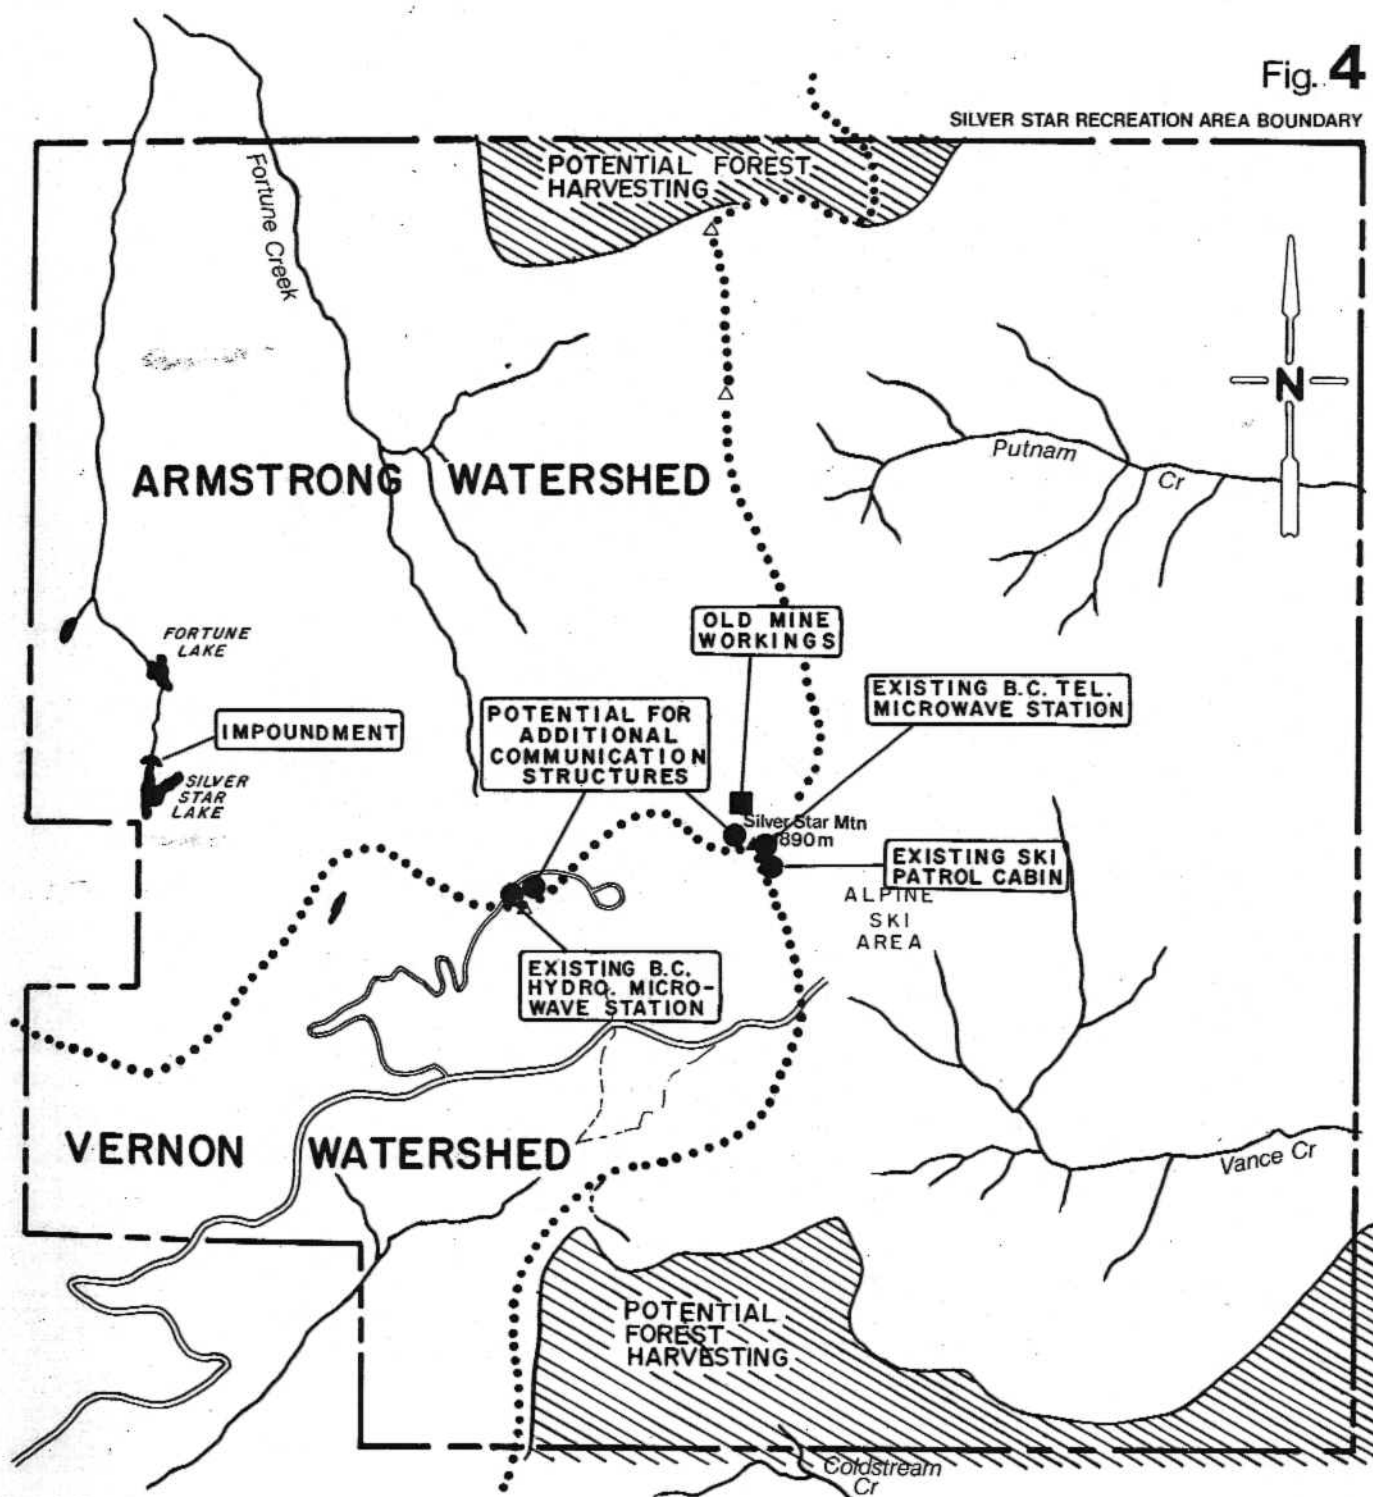 Fig. 4
SILVER STAR RECREATION AREA BOUNDARY
POTENTIAL FOREST
HARVESTING
Fortune Creek
N
Putnam
Cr
ARMSTRONG WATERSHED
OLD MINE
WORKINGS
FORTUNE
LAKE
EXISTING B.C. TEL.
MICROWAVE STATION
POTENTIAL FOR
ADDITIONAL
COMMUNICATION
STRUCTURES
IMPOUNDMENT
SILVER
STAR
LAKE
Silver Star Mtn
1890m
EXISTING SKI
PATROL CABIN
ALPINE
SKI
AREA
EXISTING B.C.
HYDRO. MICRO-
WAVE STATION
VERNON WATERSHED
Vance Cr
POTENTIAL
FOREST
HARVESTING
Coldstream
Cr